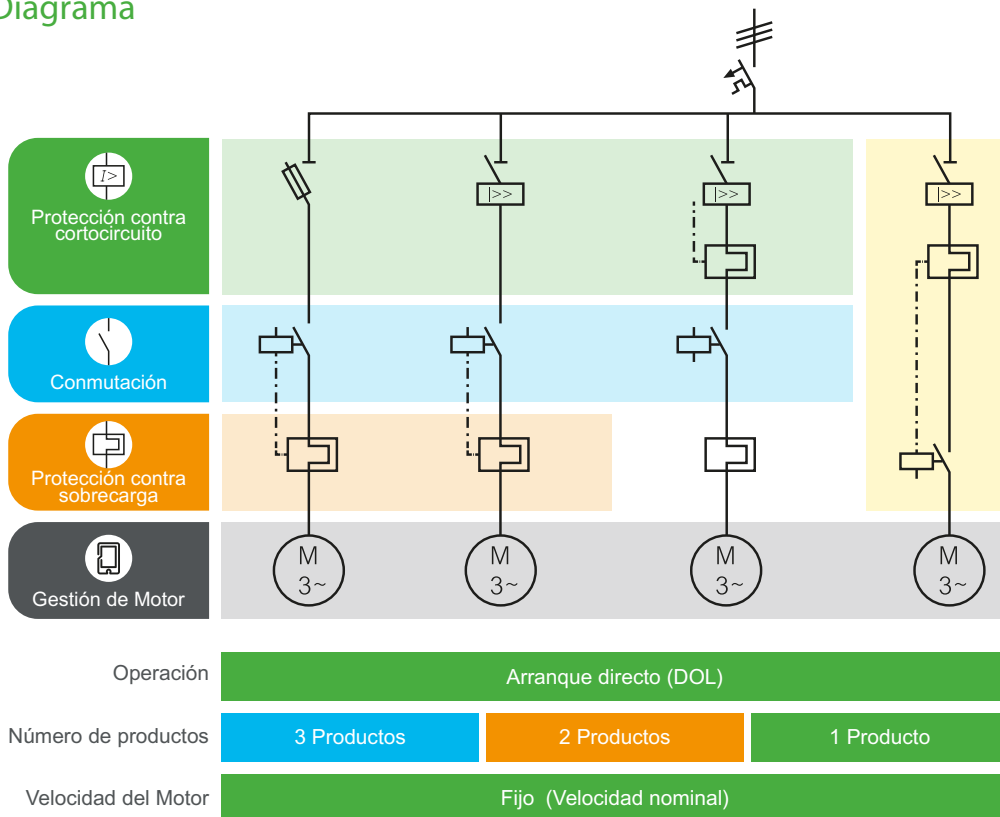 Diagrama
I>
Protección contra
cortocircuito
I>>
I>>
I>>
Conmutación
Protección contra
sobrecarga
Gestión de Motor
M
3~
M
3~
M
3~
M
3~
Operación
Arranque directo (DOL)
Número de productos
3 Productos
2 Productos
1 Producto
Velocidad del Motor
Fijo (Velocidad nominal)